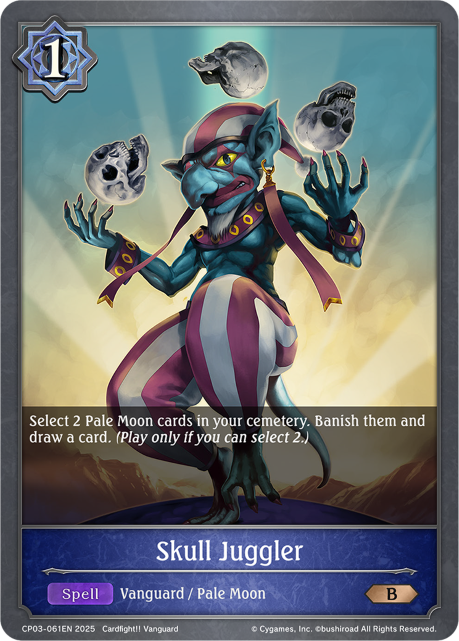 1
Select 2 Pale Moon cards in your cemetery. Banish them and
draw a card. (Play only if you can select 2.)
Skull Juggler
Spell Vanguard / Pale Moon B
CP03-061EN 2025 Cardfight!! Vanguard © Cygames, Inc. ©bushiroad All Rights Reserved.